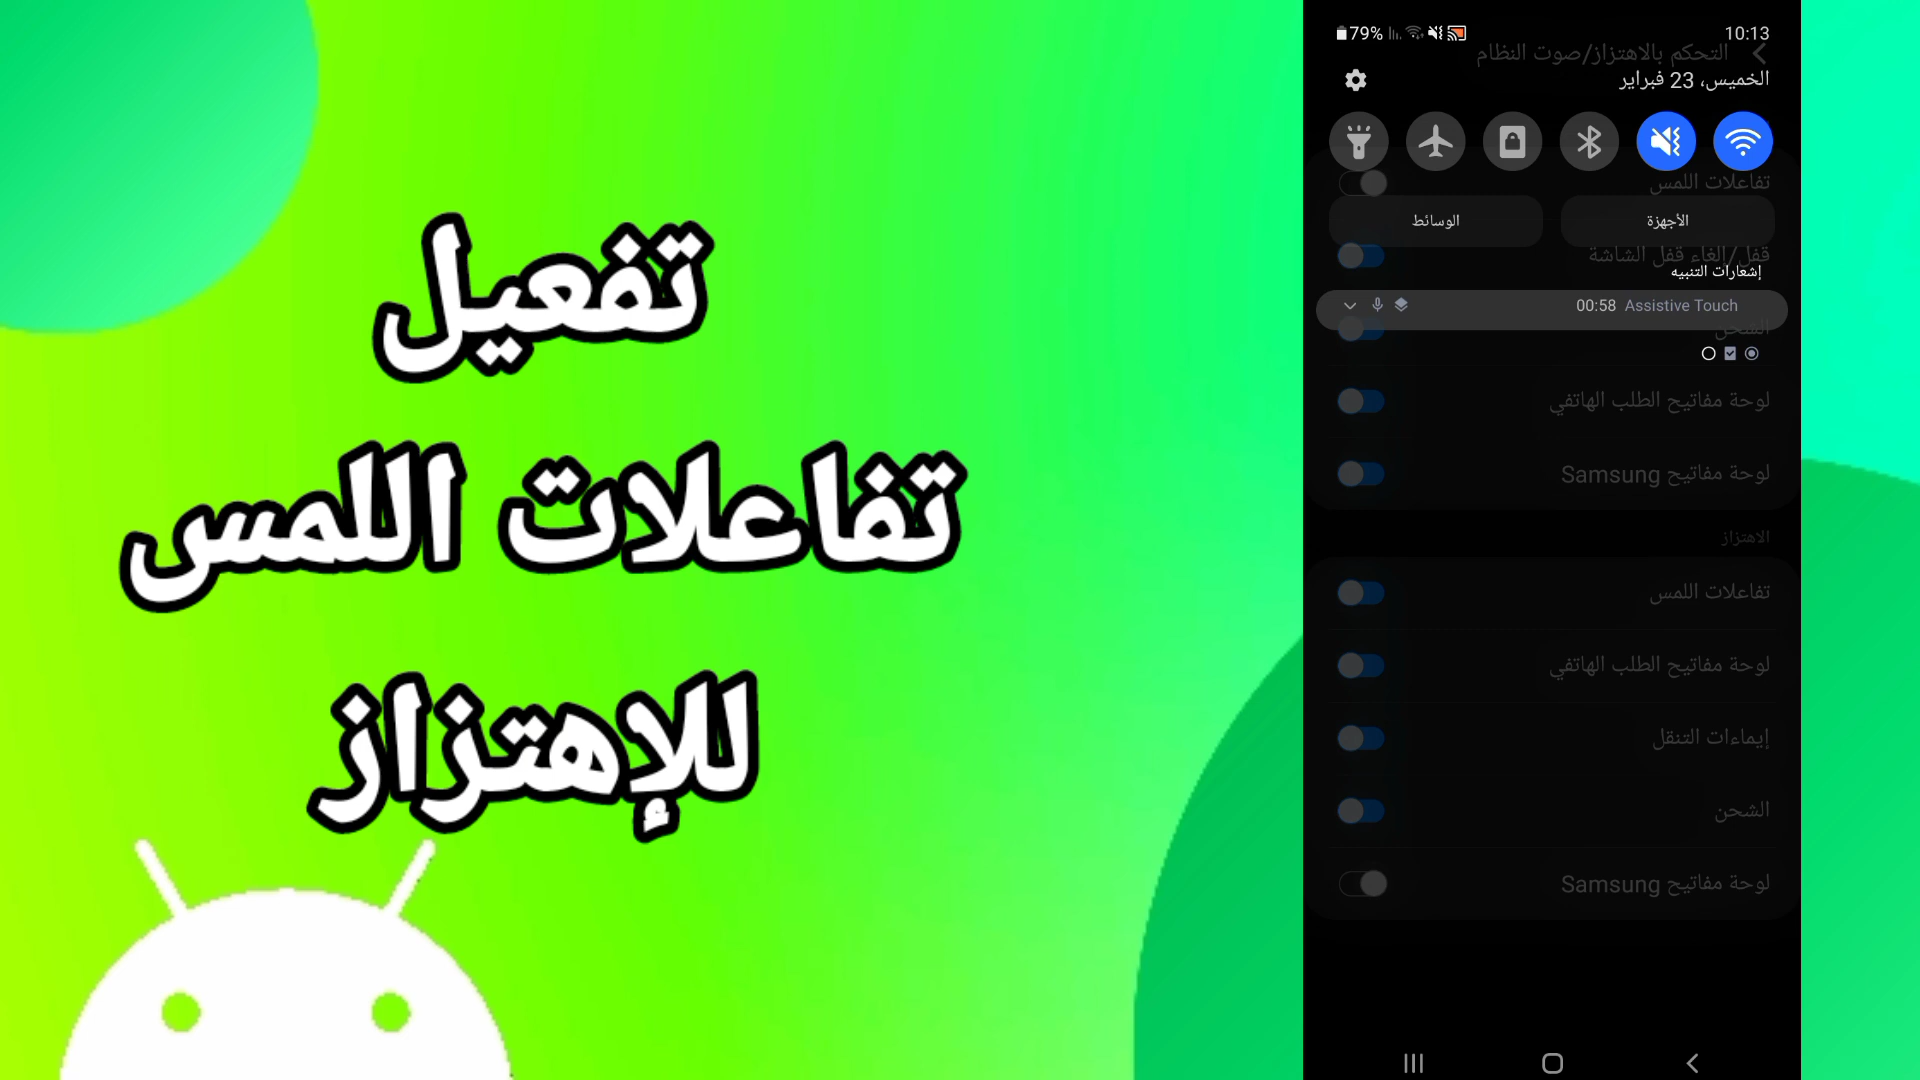 تفعيل
تفاعلات اللمس
للإهتزاز
10:13
79%
التحكم بالاهتزاز/صوت النظام
الخميس، 23 فبراير
تفاعلات اللمس
الأجهزة
الوسائط
قفل/إلغاء قفل الشاشة
إشعارات التنبيه
Assistive Touch 00:58
الشحن
لوحة مفاتيح الطلب الهاتفي
لوحة مفاتيح Samsung
الاهتزاز
تفاعلات اللمس
لوحة مفاتيح الطلب الهاتفي
إيماءات التنقل
الشحن
لوحة مفاتيح Samsung